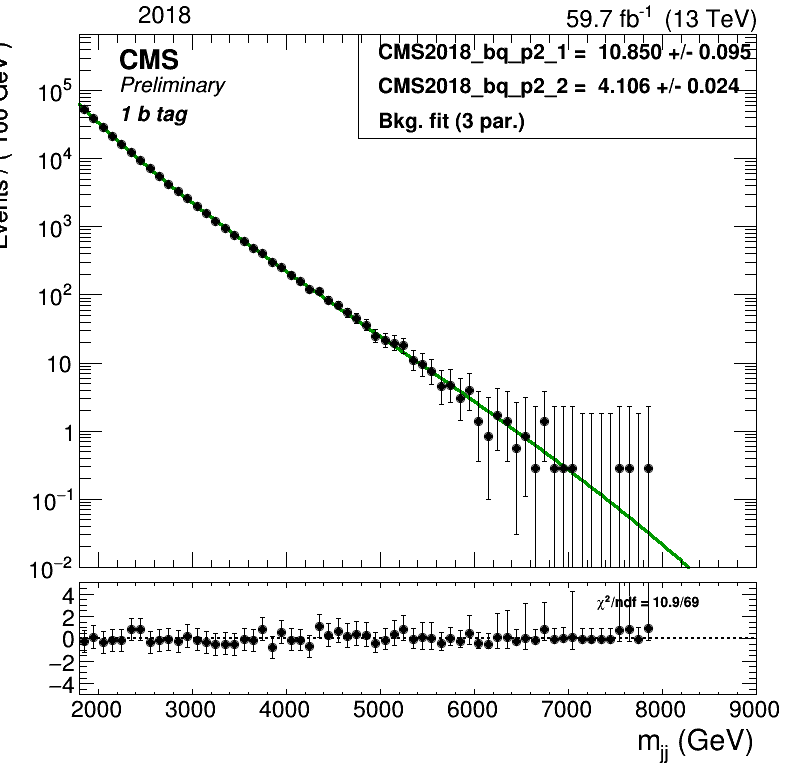 2018
59.7 fb⁻¹ (13 TeV)
CMS
Preliminary
1 b tag
CMS2018_bq_p2_1 = 10.850 +/- 0.095
CMS2018_bq_p2_2 = 4.106 +/- 0.024
Bkg. fit (3 par.)
10⁵
10⁴
10³
10²
10
1
10⁻¹
10⁻²
χ²/ndf = 10.9/69
4
2
0
−2
−4
2000 3000 4000 5000 6000 7000 8000 9000
m_jj (GeV)